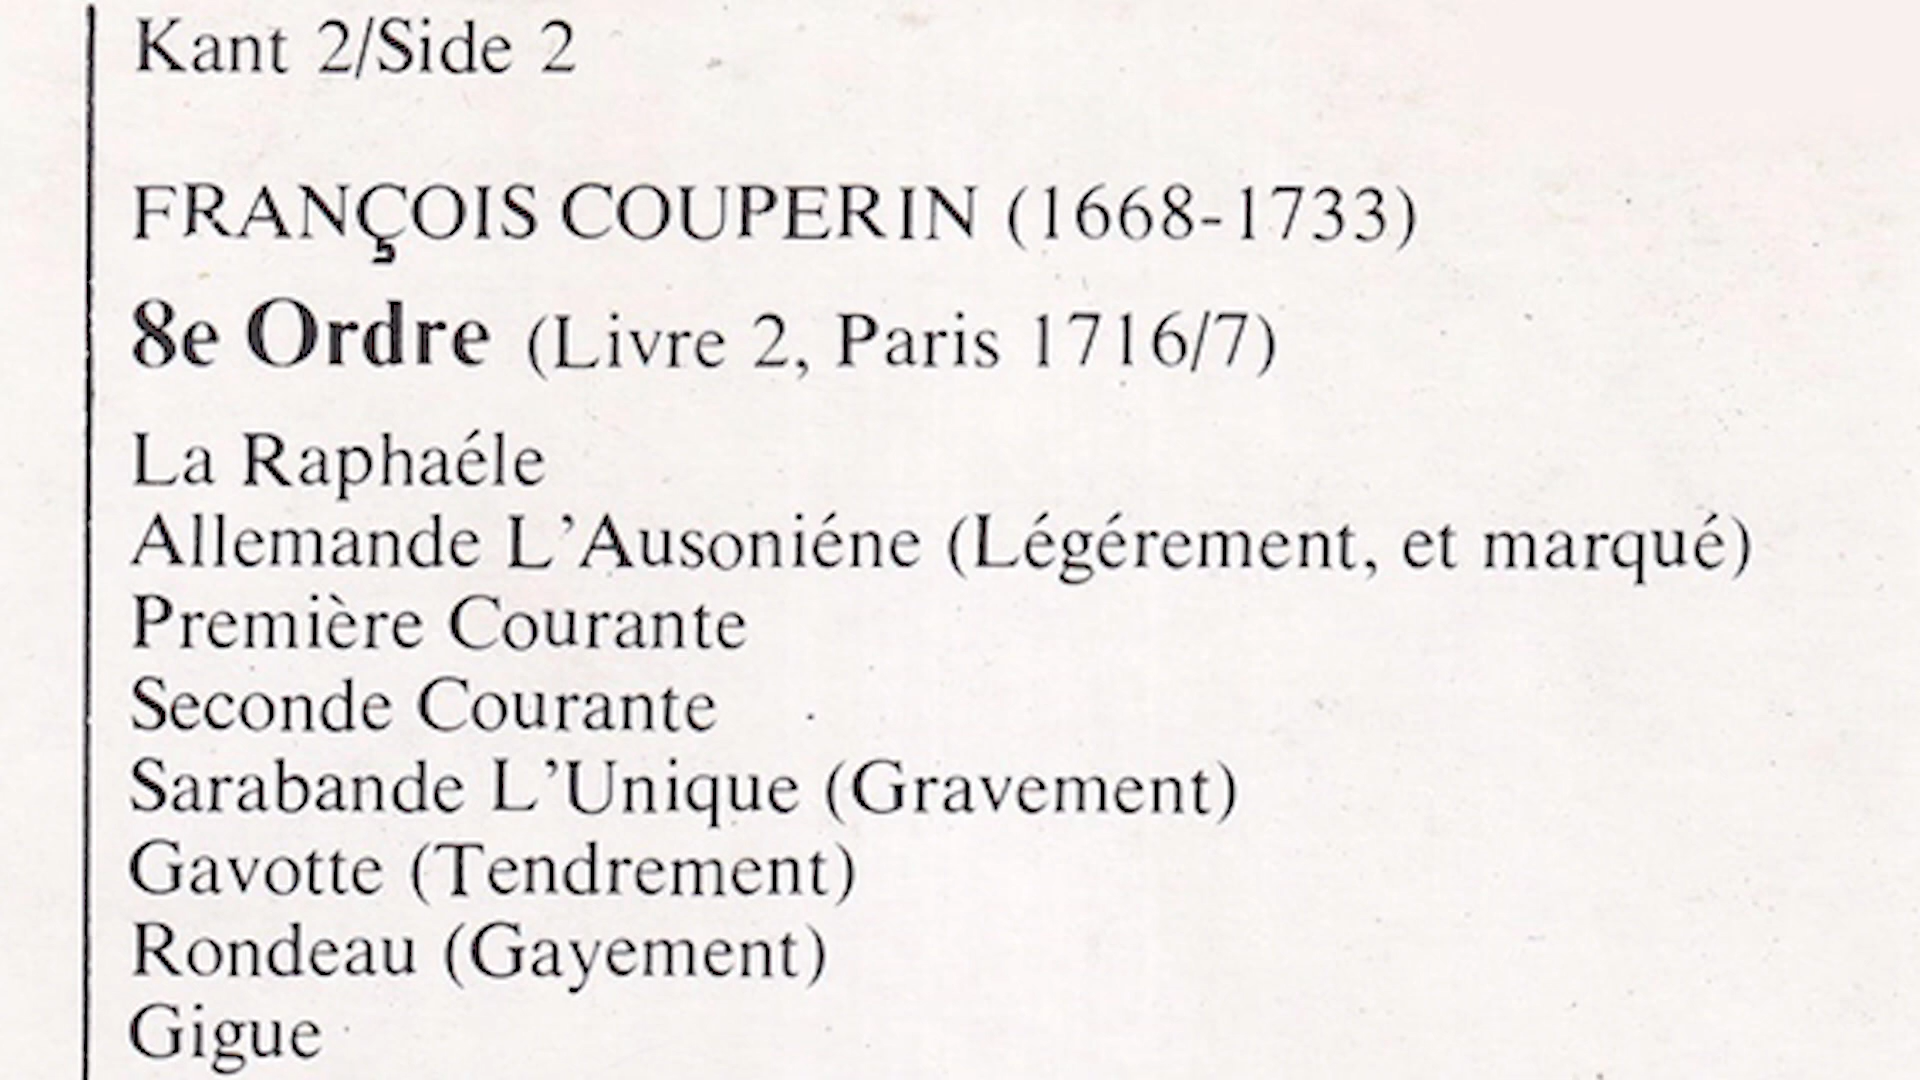 Kant 2/Side 2
FRANÇOIS COUPERIN (1668-1733)
8e Ordre (Livre 2, Paris 1716/7)
La Raphaéle
Allemande L’Ausoniéne (Légérement, et marqué)
Première Courante
Seconde Courante
Sarabande L’Unique (Gravement)
Gavotte (Tendrement)
Rondeau (Gayement)
Gigue